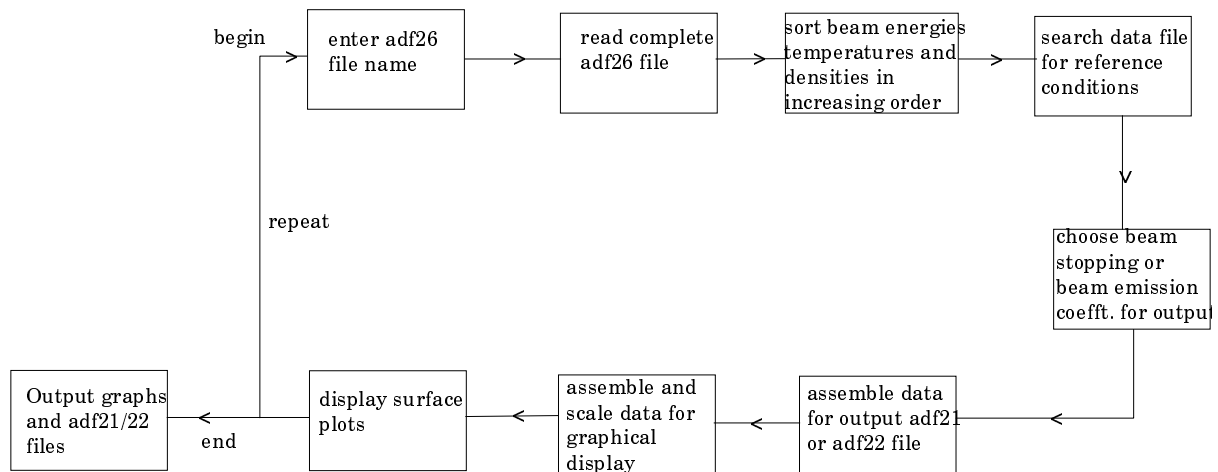 begin
enter adf26
file name
read complete
adf26 file
sort beam energies
temperatures and
densities in
increasing order
search data file
for reference
conditions
repeat
choose beam
stopping or
beam emission
coefft. for output
assemble data
for output adf21
or adf22 file
assemble and
scale data for
graphical
display
display surface
plots
end
Output graphs
and adf21/22
files